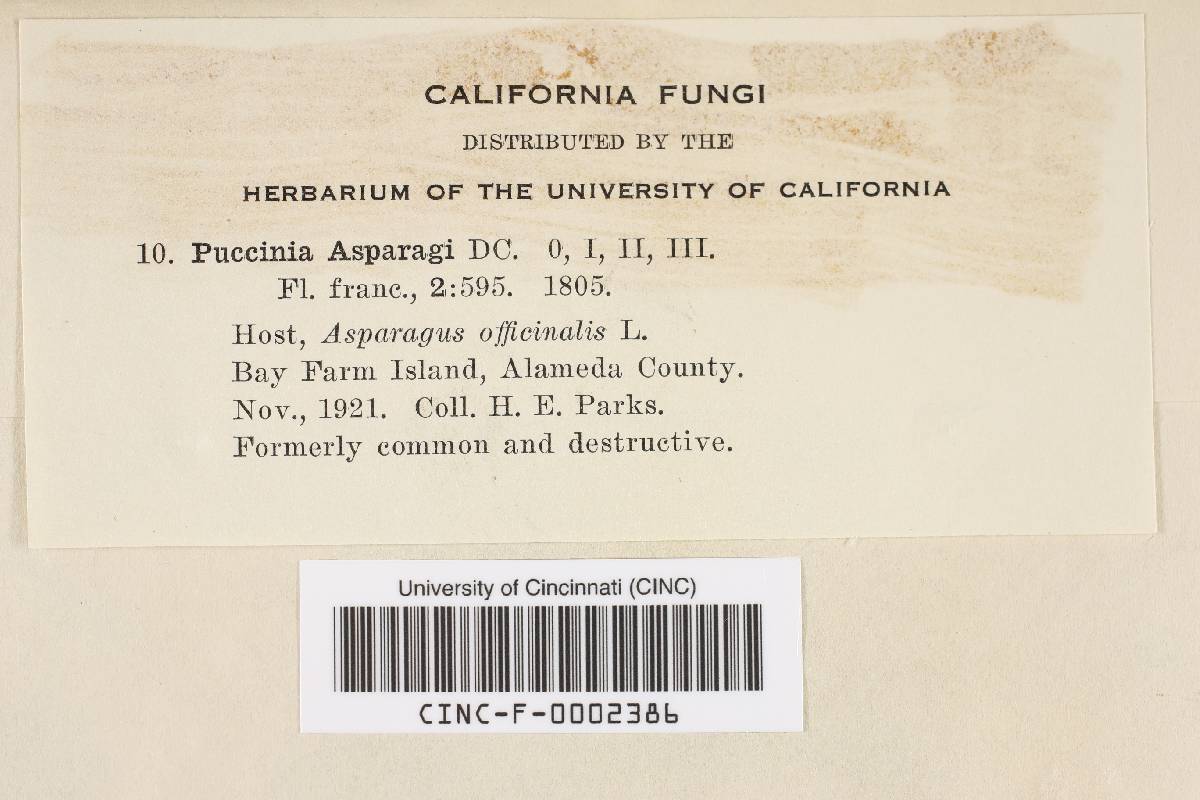 CALIFORNIA FUNGI
DISTRIBUTED BY THE
HERBARIUM OF THE UNIVERSITY OF CALIFORNIA
10. Puccinia Asparagi DC. 0, I, II, III.
Fl. franc., 2:595. 1805.
Host, Asparagus officinalis L.
Bay Farm Island, Alameda County.
Nov., 1921. Coll. H. E. Parks.
Formerly common and destructive.
University of Cincinnati (CINC)
CINC-F-0002386